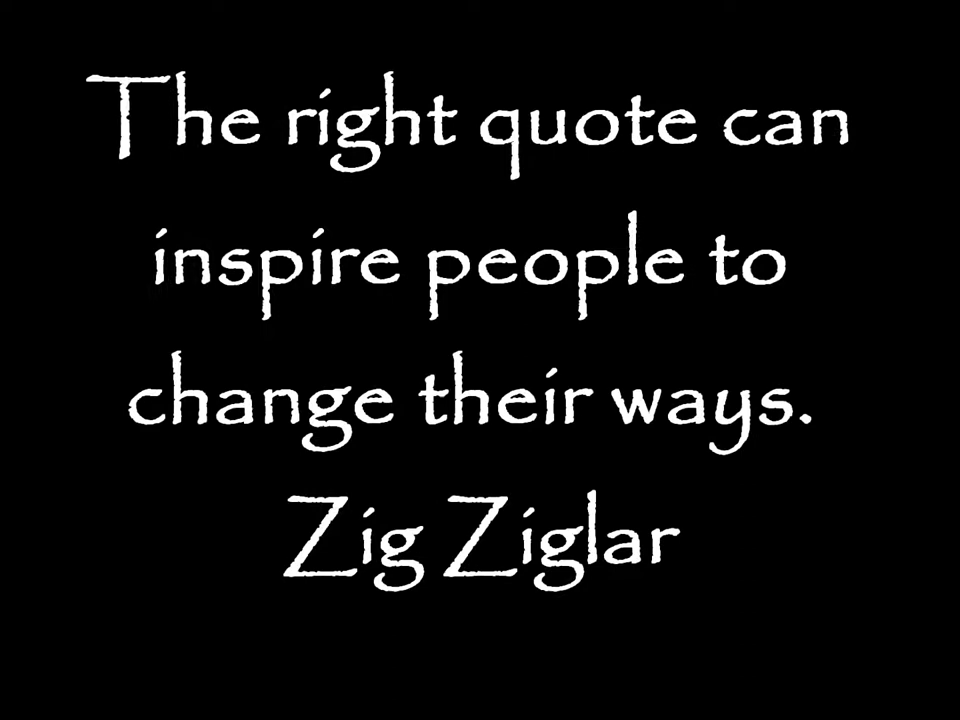 The right quote can
inspire people to
change their ways.
Zig Ziglar